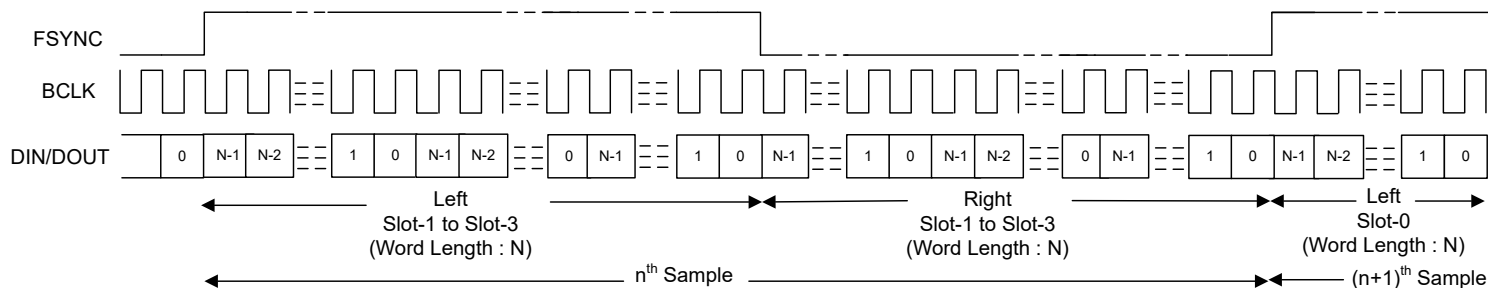 FSYNC
BCLK
DIN/DOUT 0 N-1 N-2 1 0 N-1 N-2 0 N-1 1 0 N-1 1 0 N-1 N-2 0 N-1 1 0 N-1 N-2 1 0
Left
Slot-1 to Slot-3
(Word Length : N)
Right
Slot-1 to Slot-3
(Word Length : N)
Left
Slot-0
(Word Length : N)
nth Sample
(n+1)th Sample